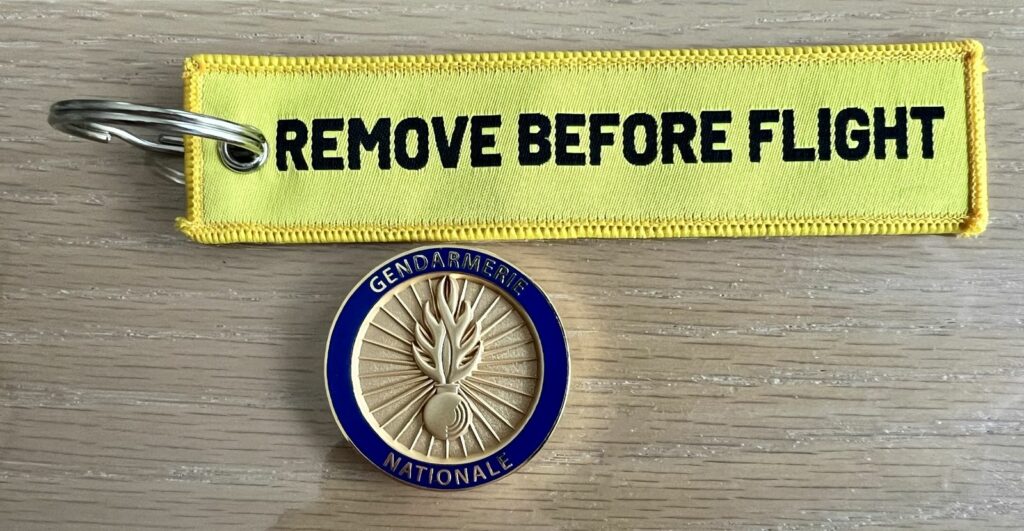 REMOVE BEFORE FLIGHT
GENDARMERIE
NATIONALE